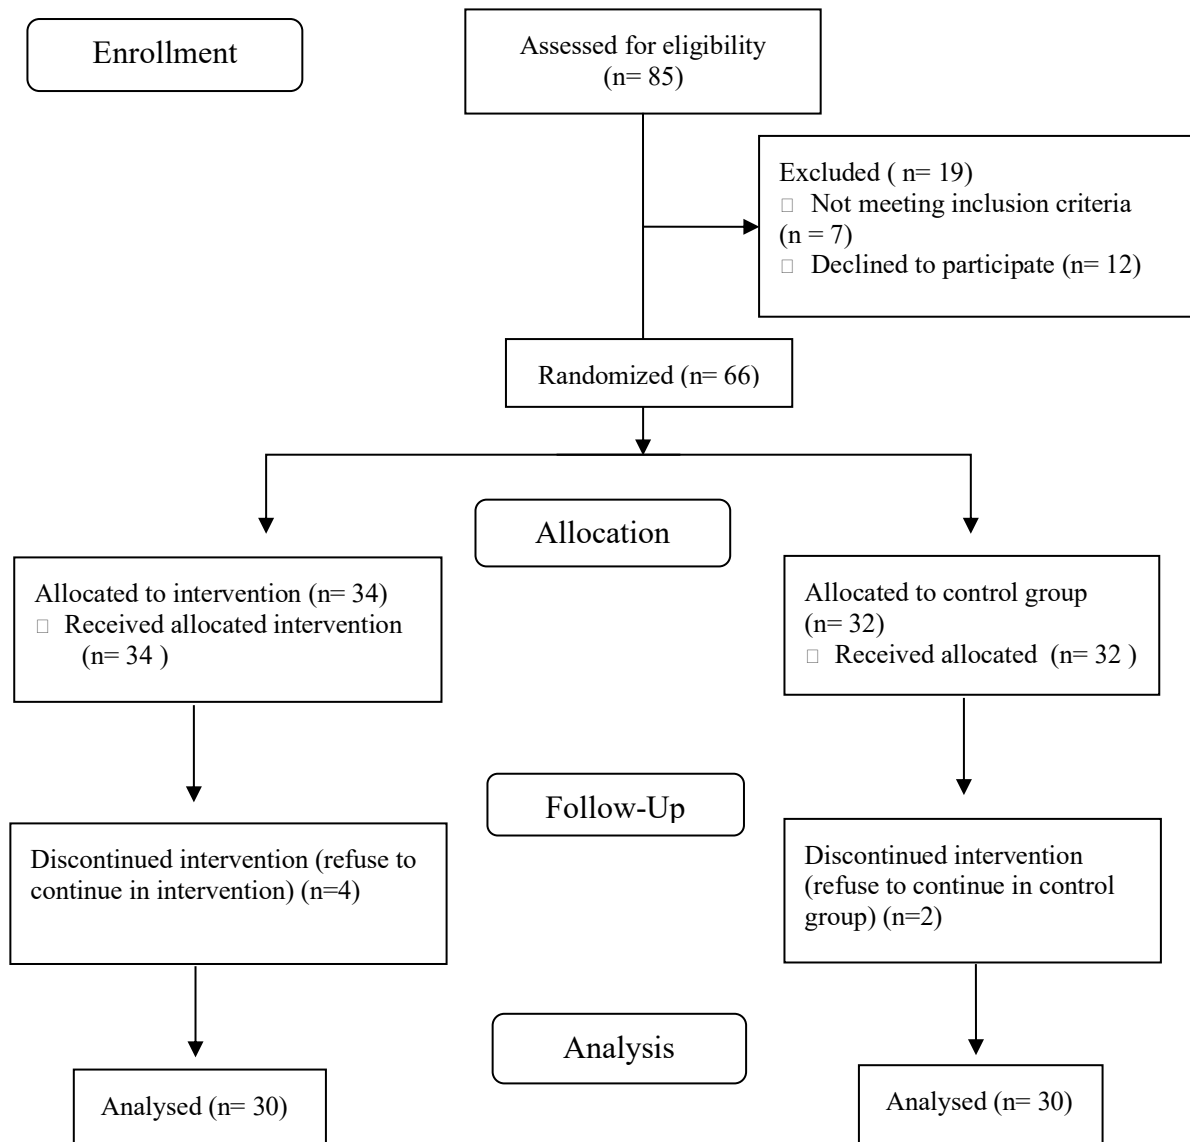 Enrollment
Assessed for eligibility
(n= 85)
Excluded ( n= 19)
□ Not meeting inclusion criteria
(n = 7)
□ Declined to participate (n= 12)
Randomized (n= 66)
Allocation
Allocated to intervention (n= 34)
□ Received allocated intervention
(n= 34 )
Allocated to control group
(n= 32)
□ Received allocated (n= 32 )
Follow-Up
Discontinued intervention (refuse to
continue in intervention) (n=4)
Discontinued intervention
(refuse to continue in control
group) (n=2)
Analysis
Analysed (n= 30)
Analysed (n= 30)